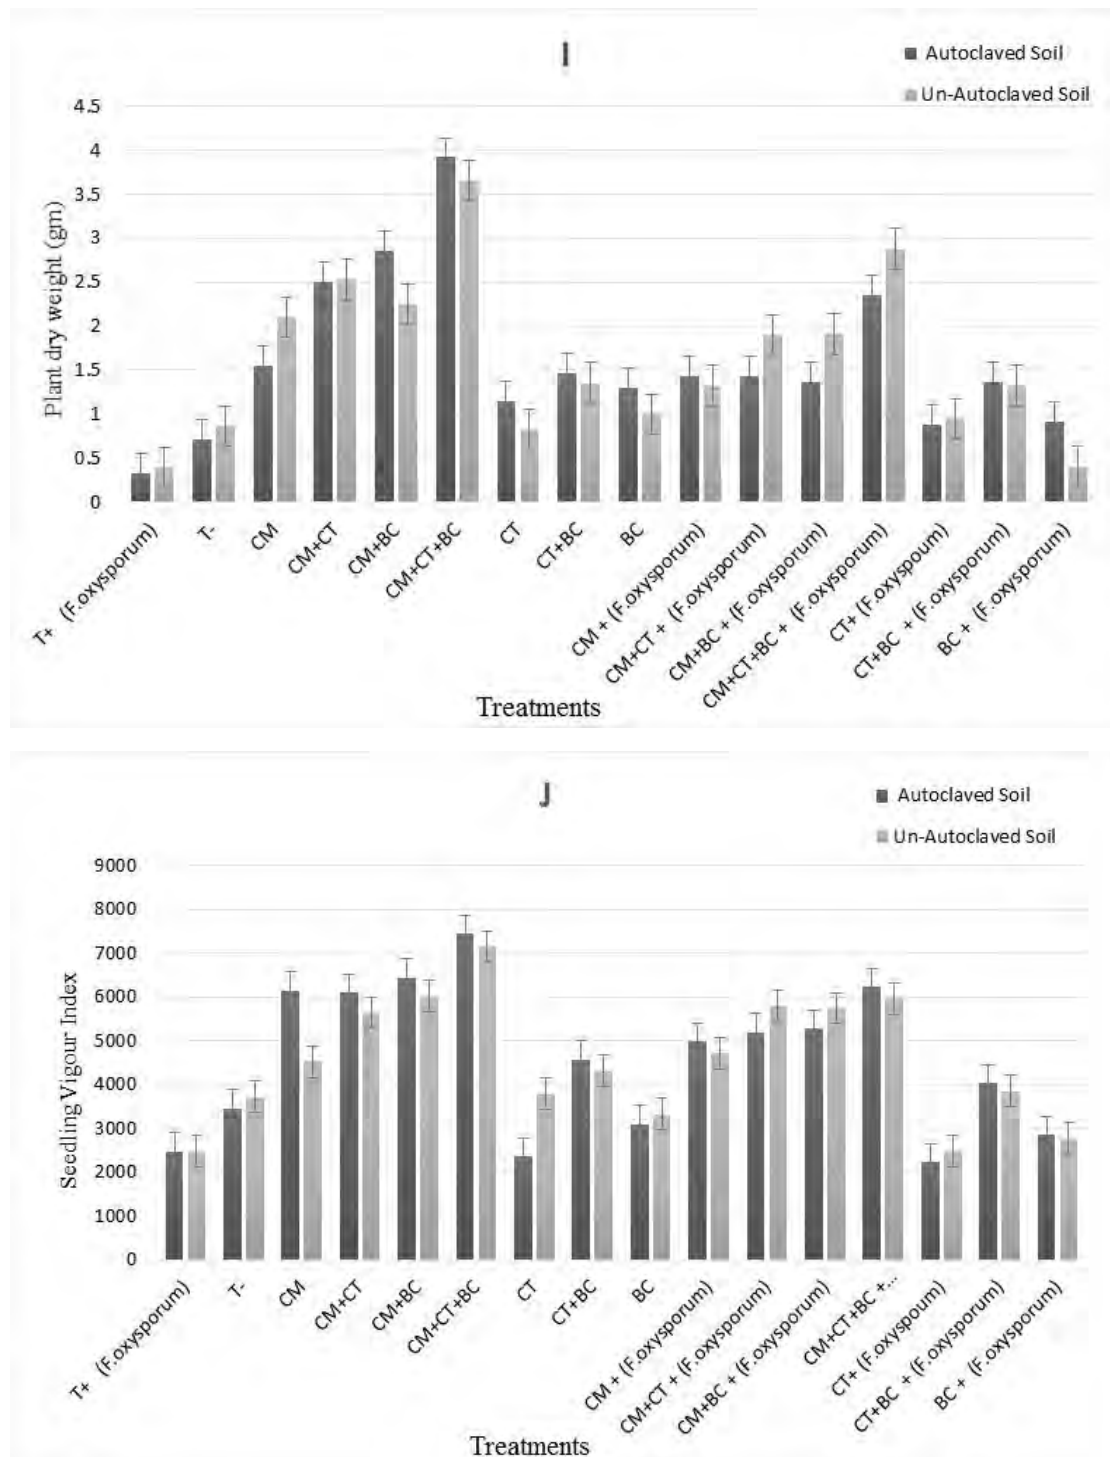 I
Autoclaved Soil
Un-Autoclaved Soil
4.5
4
3.5
3
2.5
2
1.5
1
0.5
0
Plant dry weight (gm)
T+ (F.oxysporum)
T-
CM
CM+CT
CM+BC
CM+CT+BC
CT
CT+BC
BC
CM + (F.oxysporum)
CM+CT + (F.oxysporum)
CM+BC + (F.oxysporum)
CM+CT+BC + (F.oxysporum)
CT+ (F.oxyspoum)
CT+BC + (F.oxysporum)
BC + (F.oxysporum)
Treatments
J
Autoclaved Soil
Un-Autoclaved Soil
9000
8000
7000
6000
5000
4000
3000
2000
1000
0
Seedling Vigour Index
T+ (F.oxysporum)
T-
CM
CM+CT
CM+BC
CM+CT+BC
CT
CT+BC
BC
CM + (F.oxysporum)
CM+CT + (F.oxysporum)
CM+BC + (F.oxysporum)
CM+CT+BC +...
CT+ (F.oxyspoum)
CT+BC + (F.oxysporum)
BC + (F.oxysporum)
Treatments